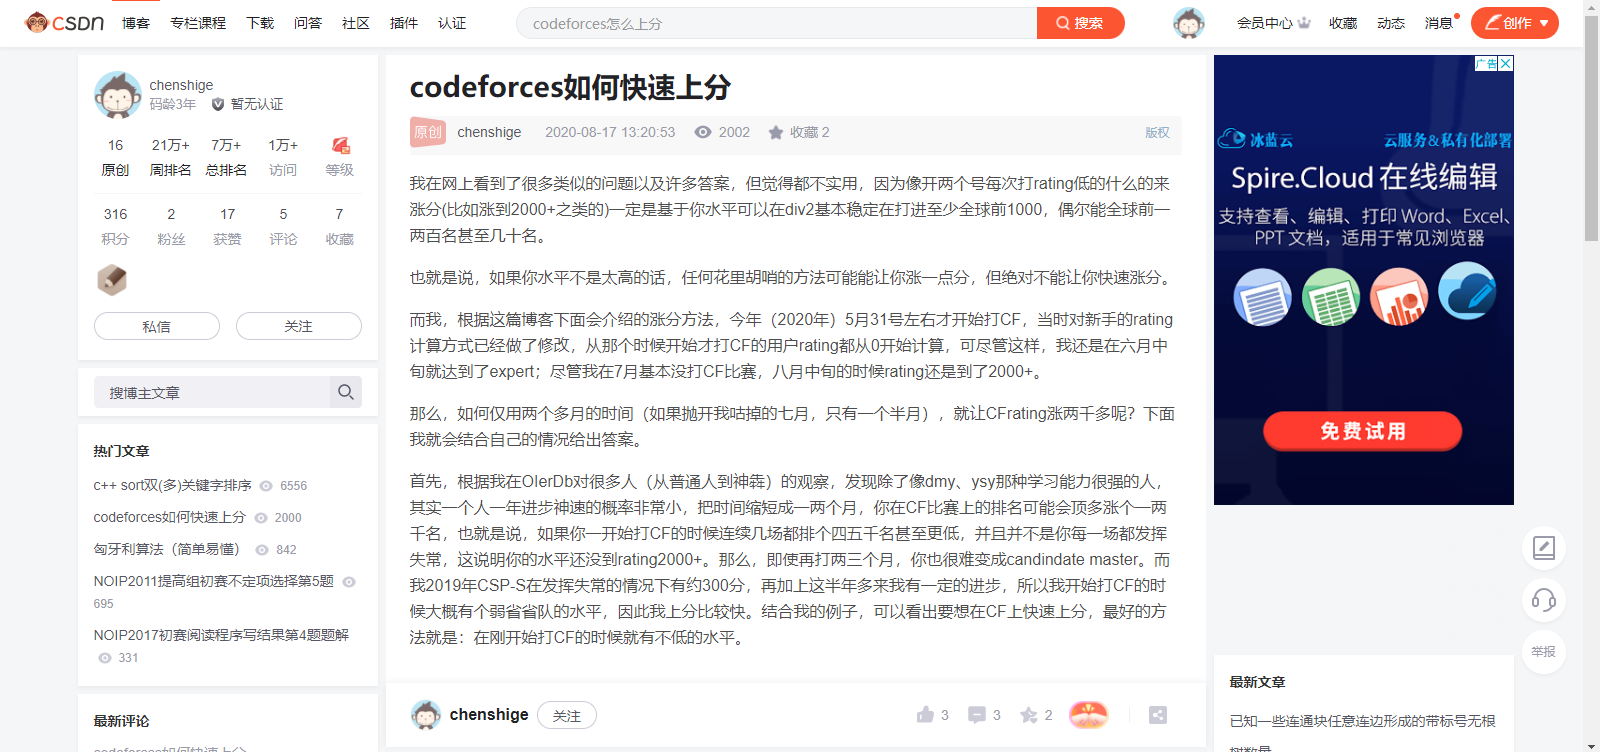 CSDN 博客 专栏课程 下载 问答 社区 插件 认证 codeforces怎么上分 搜索 会员中心 收藏 动态 消息 创作
chenshige
码龄3年 暂无认证
16 21万+ 7万+ 1万+
原创 周排名 总排名 访问 等级
316 2 17 5 7
积分 粉丝 获赞 评论 收藏
私信 关注
搜博主文章
热门文章
c++ sort双(多)关键字排序 6556
codeforces如何快速上分 2000
匈牙利算法（简单易懂） 842
NOIP2011提高组初赛不定项选择第5题
695
NOIP2017初赛阅读程序写结果第4题题解
331
最新评论
codeforces如何快速上分
codeforces如何快速上分
原创 chenshige 2020-08-17 13:20:53 2002 收藏 2 版权
我在网上看到了很多类似的问题以及许多答案，但觉得都不实用，因为像开两个号每次打rating低的什么的来
涨分(比如涨到2000+之类的)一定是基于你水平可以在div2基本稳定在打进至少全球前1000，偶尔能全球前一
两百名甚至几十名。
也就是说，如果你水平不是太高的话，任何花里胡哨的方法可能能让你涨一点分，但绝对不能让你快速涨分。
而我，根据这篇博客下面会介绍的涨分方法，今年（2020年）5月31号左右才开始打CF，当时对新手的rating
计算方式已经做了修改，从那个时候开始才打CF的用户rating都从0开始计算，可尽管这样，我还是在六月中
旬就达到了expert；尽管我在7月基本没打CF比赛，八月中旬的时候rating还是到了2000+。
那么，如何仅用两个多月的时间（如果抛开我咕掉的七月，只有一个半月），就让CFrating涨两千多呢？下面
我就会结合自己的情况给出答案。
首先，根据我在OIerDb对很多人（从普通人到神犇）的观察，发现除了像dmy、ysy那种学习能力很强的人，
其实一个人一年进步神速的概率非常小，把时间缩短成一两个月，你在CF比赛上的排名可能会顶多涨个一两
千名，也就是说，如果你一开始打CF的时候连续几场都排个四五千名甚至更低，并且并不是你每一场都发挥
失常，这说明你的水平还没到rating2000+。那么，即使再打两三个月，你也很难变成candindate master。而
我2019年CSP-S在发挥失常的情况下有约300分，再加上这半年多来我有一定的进步，所以我开始打CF的时
候大概有个弱省省队的水平，因此我上分比较快。结合我的例子，可以看出要想在CF上快速上分，最好的方
法就是：在刚开始打CF的时候就有不低的水平。
chenshige 关注 3 3 2
广告
冰蓝云 云服务&私有化部署
Spire.Cloud 在线编辑
支持查看、编辑、打印 Word、Excel、
PPT 文档，适用于常见浏览器
免费试用
举报
最新文章
已知一些连通块任意连边形成的带标号无根
树数量